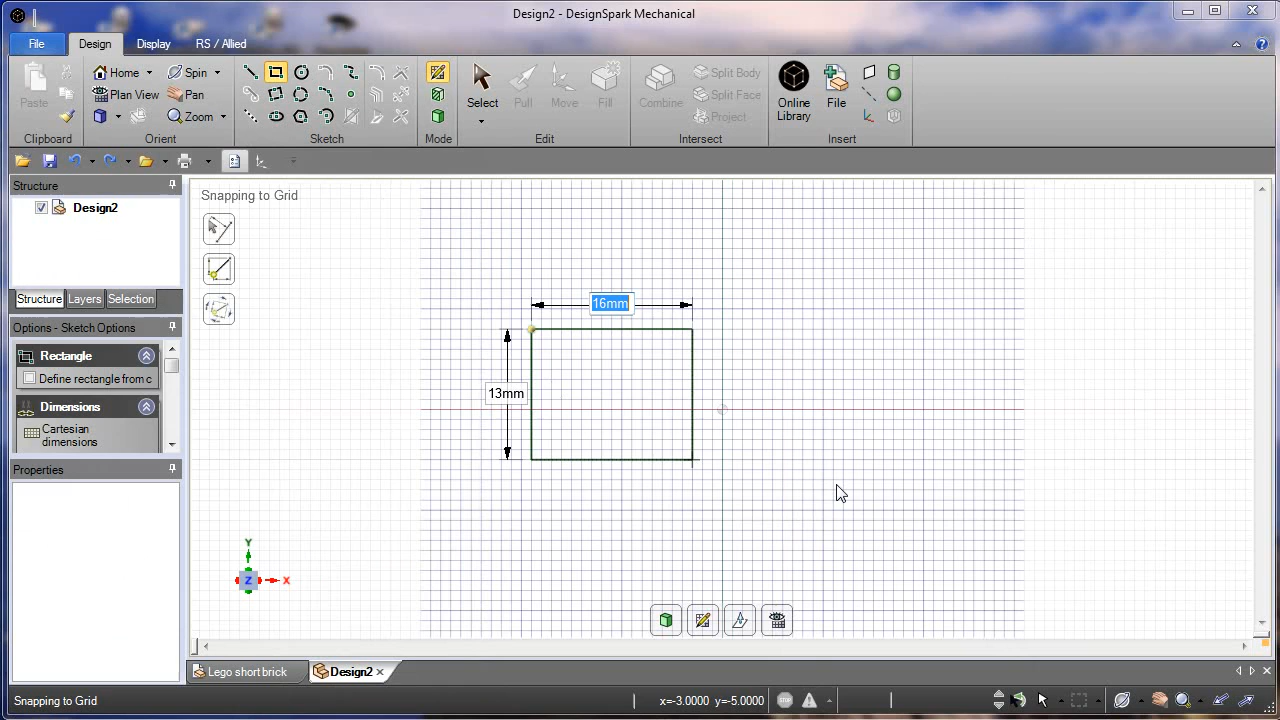 Design2 - DesignSpark Mechanical
File Design Display RS / Allied
Home Spin
Plan View Pan
Zoom
Paste
Select Pull Move Fill
Combine
Split Body
Split Face
Project
Online Library
File
Clipboard Orient Sketch Mode Edit Intersect Insert
Structure
Design2
Structure Layers Selection
Options - Sketch Options
Rectangle
Define rectangle from c
Dimensions
Cartesian
dimensions
Properties
Snapping to Grid
16mm
13mm
Y
Z X
Lego short brick Design2
Snapping to Grid x=-3.0000 y=-5.0000